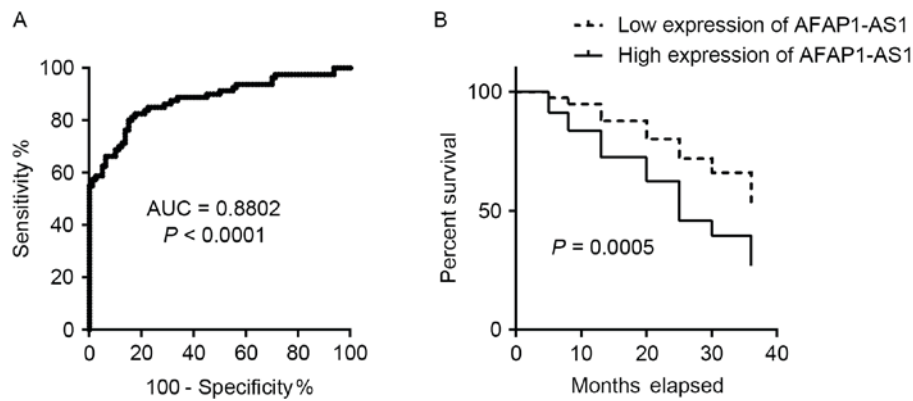 A
Sensitivity %
100
80
60
40
20
0
AUC = 0.8802
P < 0.0001
0 20 40 60 80 100
100 - Specificity %
B
Low expression of AFAP1-AS1
High expression of AFAP1-AS1
Percent survival
100
50
0
P = 0.0005
0 10 20 30 40
Months elapsed